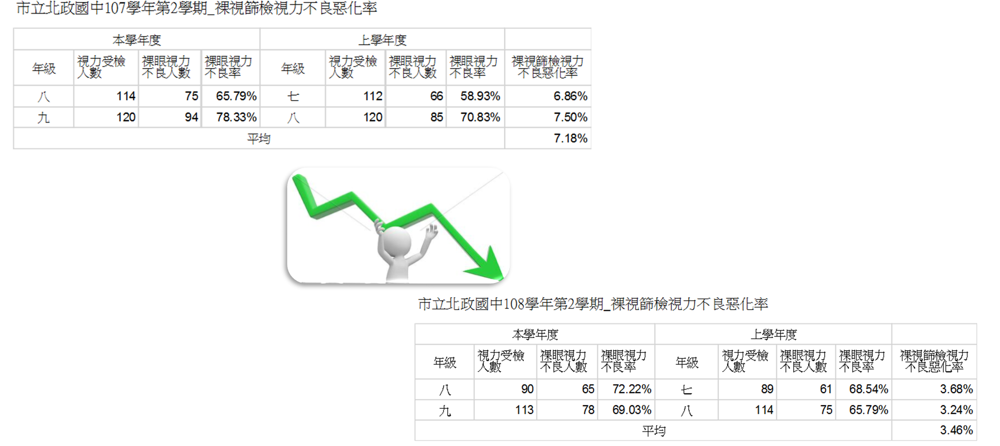 市立北政國中107學年第2學期_裸視篩檢視力不良惡化率
本學年度 上學年度
年級 視力受檢人數 裸眼視力不良人數 裸眼視力不良率 年級 視力受檢人數 裸眼視力不良人數 裸眼視力不良率 裸視篩檢視力不良惡化率
八 114 75 65.79% 七 112 66 58.93% 6.86%
九 120 94 78.33% 八 120 85 70.83% 7.50%
平均 7.18%
市立北政國中108學年第2學期_裸視篩檢視力不良惡化率
本學年度 上學年度
年級 視力受檢人數 裸眼視力不良人數 裸眼視力不良率 年級 視力受檢人數 裸眼視力不良人數 裸眼視力不良率 裸視篩檢視力不良惡化率
八 90 65 72.22% 七 89 61 68.54% 3.68%
九 113 78 69.03% 八 114 75 65.79% 3.24%
平均 3.46%